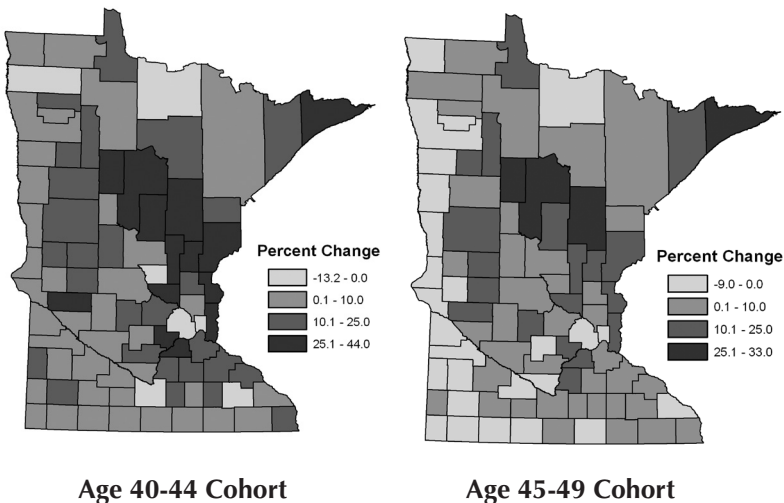 Percent Change
-13.2 - 0.0
0.1 - 10.0
10.1 - 25.0
25.1 - 44.0
Percent Change
-9.0 - 0.0
0.1 - 10.0
10.1 - 25.0
25.1 - 33.0
Age 40-44 Cohort
Age 45-49 Cohort